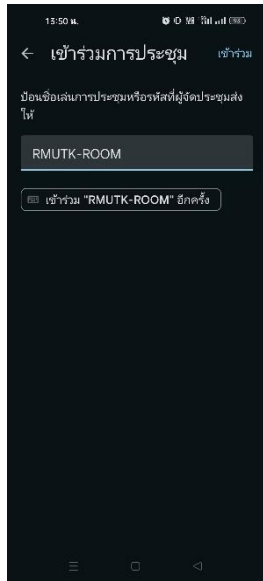 13:50 น.
เข้าร่วมการประชุม
เข้าร่วม
ป้อนชื่อเล่นการประชุมหรือรหัสที่ผู้จัดประชุมส่ง
ให้
RMUTK-ROOM
เข้าร่วม "RMUTK-ROOM" อีกครั้ง